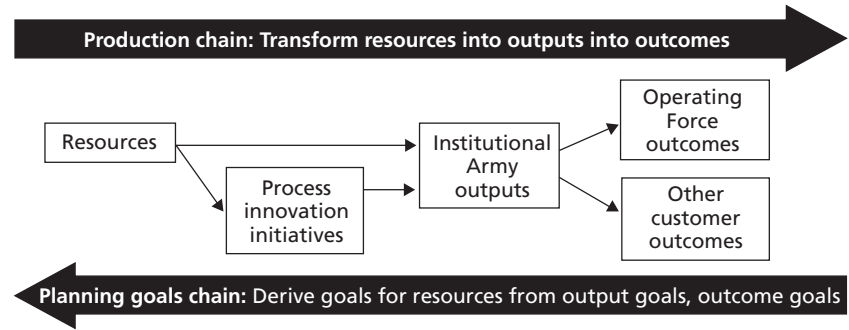 Production chain: Transform resources into outputs into outcomes
Resources
Process
innovation
initiatives
Institutional
Army
outputs
Operating
Force
outcomes
Other
customer
outcomes
Planning goals chain: Derive goals for resources from output goals, outcome goals